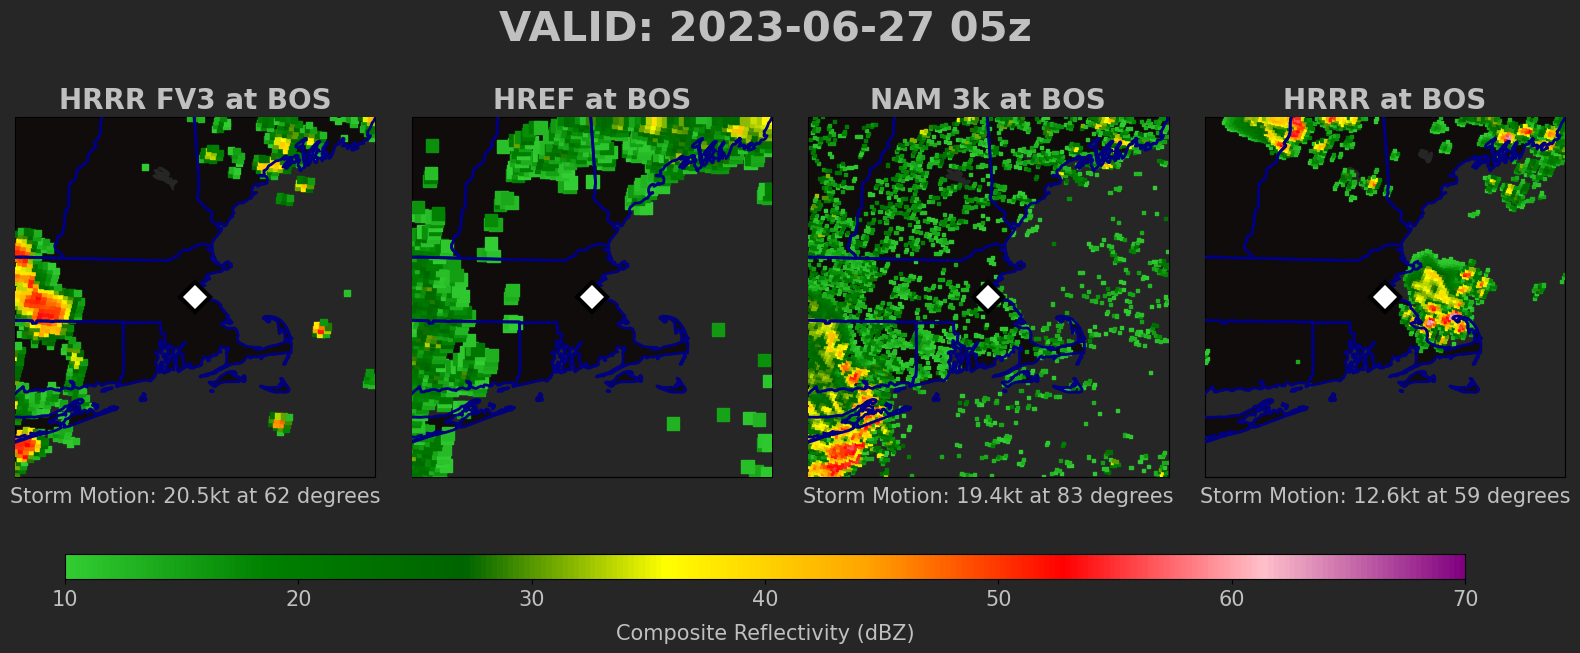 VALID: 2023-06-27 05z
HRRR FV3 at BOS
HREF at BOS
NAM 3k at BOS
HRRR at BOS
Storm Motion: 20.5kt at 62 degrees
Storm Motion: 19.4kt at 83 degrees
Storm Motion: 12.6kt at 59 degrees
10 20 30 40 50 60 70
Composite Reflectivity (dBZ)